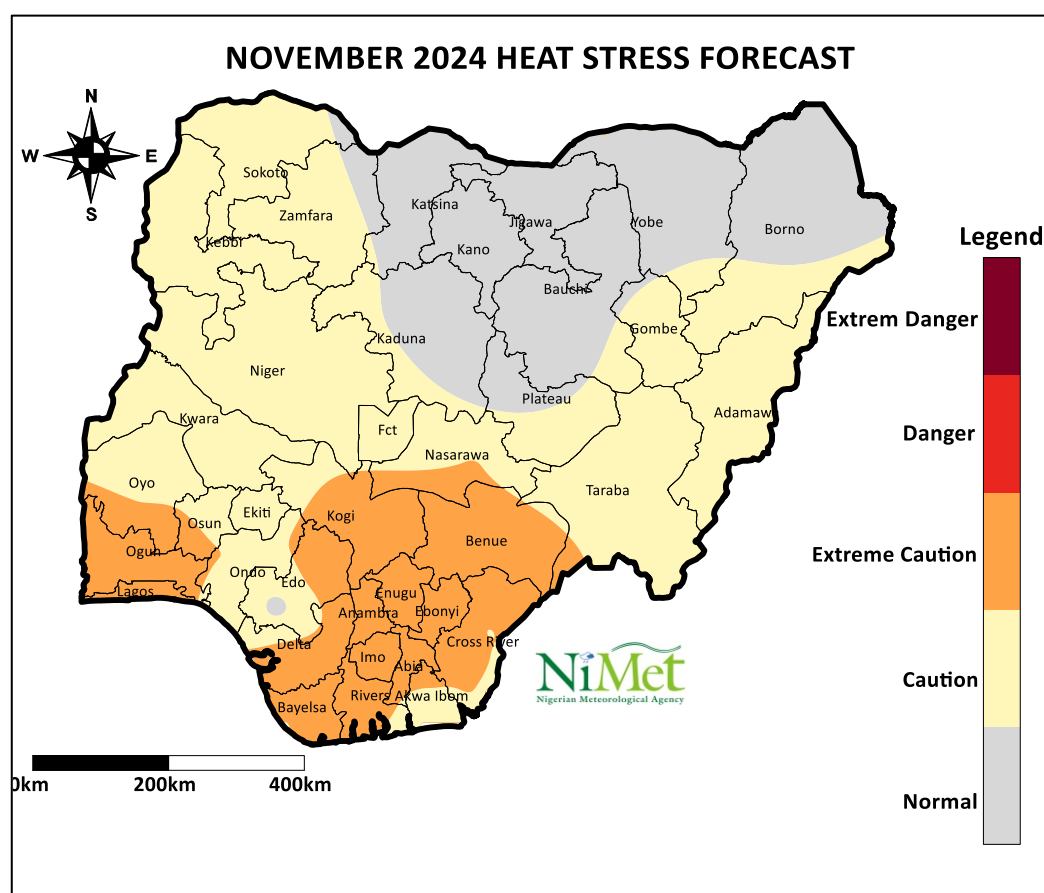 NOVEMBER 2024 HEAT STRESS FORECAST
N
W
E
S
Sokoto
Zamfara
Kebbi
Katsina
Kano
Jigawa
Yobe
Borno
Bauchi
Gombe
Kaduna
Niger
Plateau
Adamaw
Kwara
Fct
Nasarawa
Taraba
Oyo
Osun
Ekiti
Kogi
Benue
Ogun
Ondo
Edo
Lagos
Enugu
Anambra
Ebonyi
Delta
Cross River
Imo
Abia
Rivers
Akwa Ibom
Bayelsa
NiMet
Nigerian Meteorological Agency
Legend
Extrem Danger
Danger
Extreme Caution
Caution
Normal
0km
200km
400km